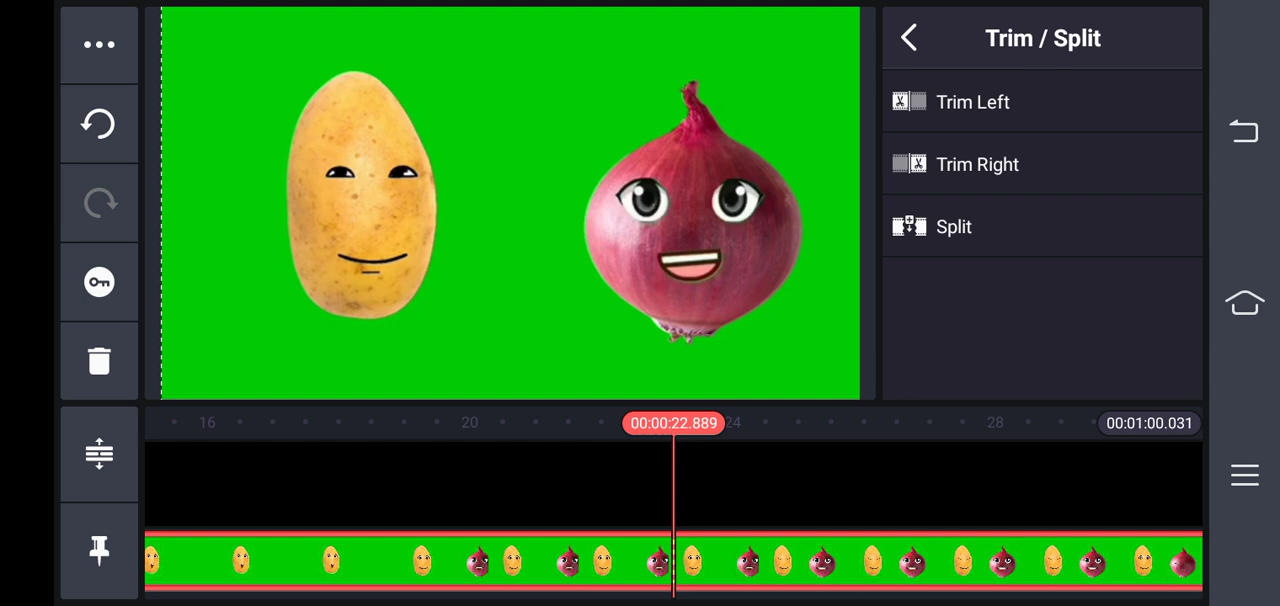 Trim / Split
Trim Left
Trim Right
Split
16
20
00:00:22.889
24
28
00:01:00.031